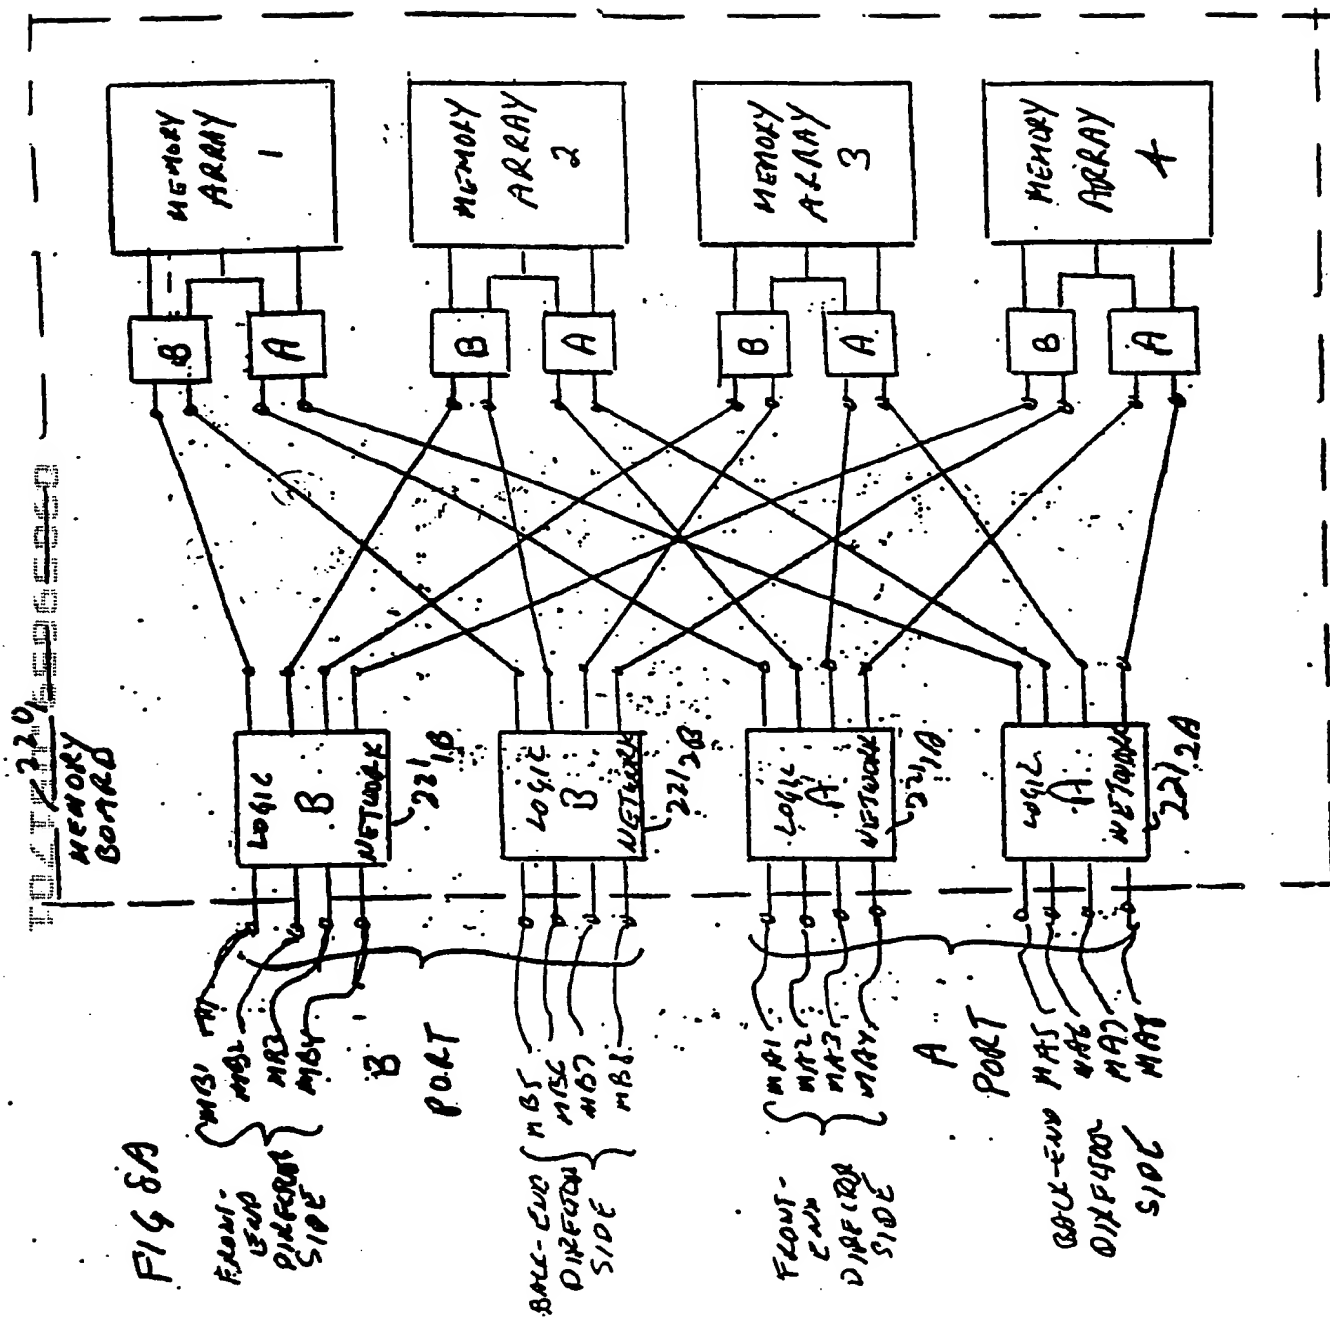 220,
MEMORY
BOARD
MEMORY
ARRAY
1
MEMORY
ARRAY
2
MEMORY
ARRAY
3
MEMORY
ARRAY
4
B
A
B
A
B
A
B
A
LOGIC
B
NETWORK
221 1B
LOGIC
B
NETWORK
221 2B
LOGIC
A
NETWORK
221 1A
LOGIC
A
NETWORK
221 2A
MB1
MB2
MB3
MB4
B
PORT
MB5
MB6
MB7
MB8
MA1
MA2
MA3
MA4
A
PORT
MA5
MA6
MA7
MA8
FRONT-
END
DIRECTOR
SIDE
BACK-END
DIRECTOR
SIDE
FRONT-
END
DIRECTOR
SIDE
BACK-END
DIRECTOR
SIDE
FIG 8A